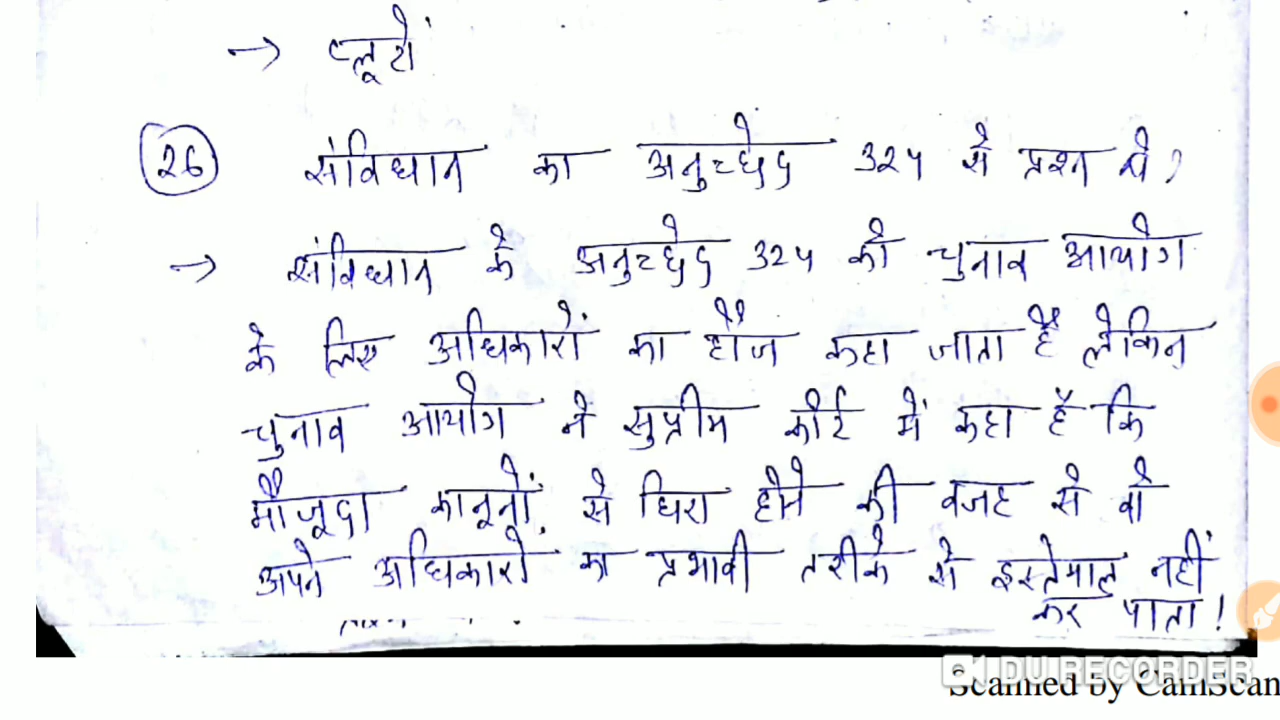 → प्लूटो
26 संविधान का अनुच्छेद 324 से प्रश्न थे?
→ संविधान के अनुच्छेद 324 को चुनाव आयोग
के लिए अधिकारों का हौज कहा जाता है लेकिन
चुनाव आयोग ने सुप्रीम कोर्ट में कहा है कि
मौजूदा कानूनों से घिरा होने की वजह से वो
अपने अधिकारों का प्रभावी तरीके से इस्तेमाल नहीं
कर पाता!
DU RECORDER
Scanned by CamScan